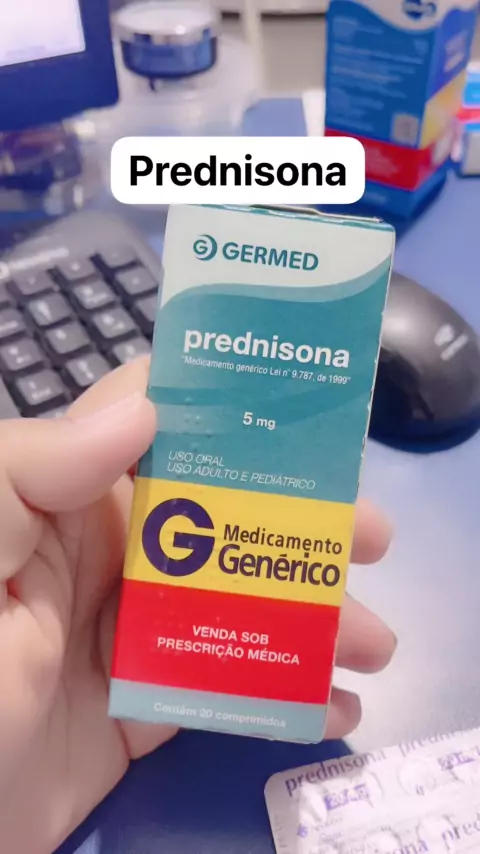 Prednisona
GERMED
prednisona
"Medicamento genérico Lei nº 9.787, de 1999"
5 mg
USO ORAL
USO ADULTO E PEDIÁTRICO
G Medicamento
Genérico
VENDA SOB
PRESCRIÇÃO MÉDICA
Contém 20 comprimidos
prednisona prednisona